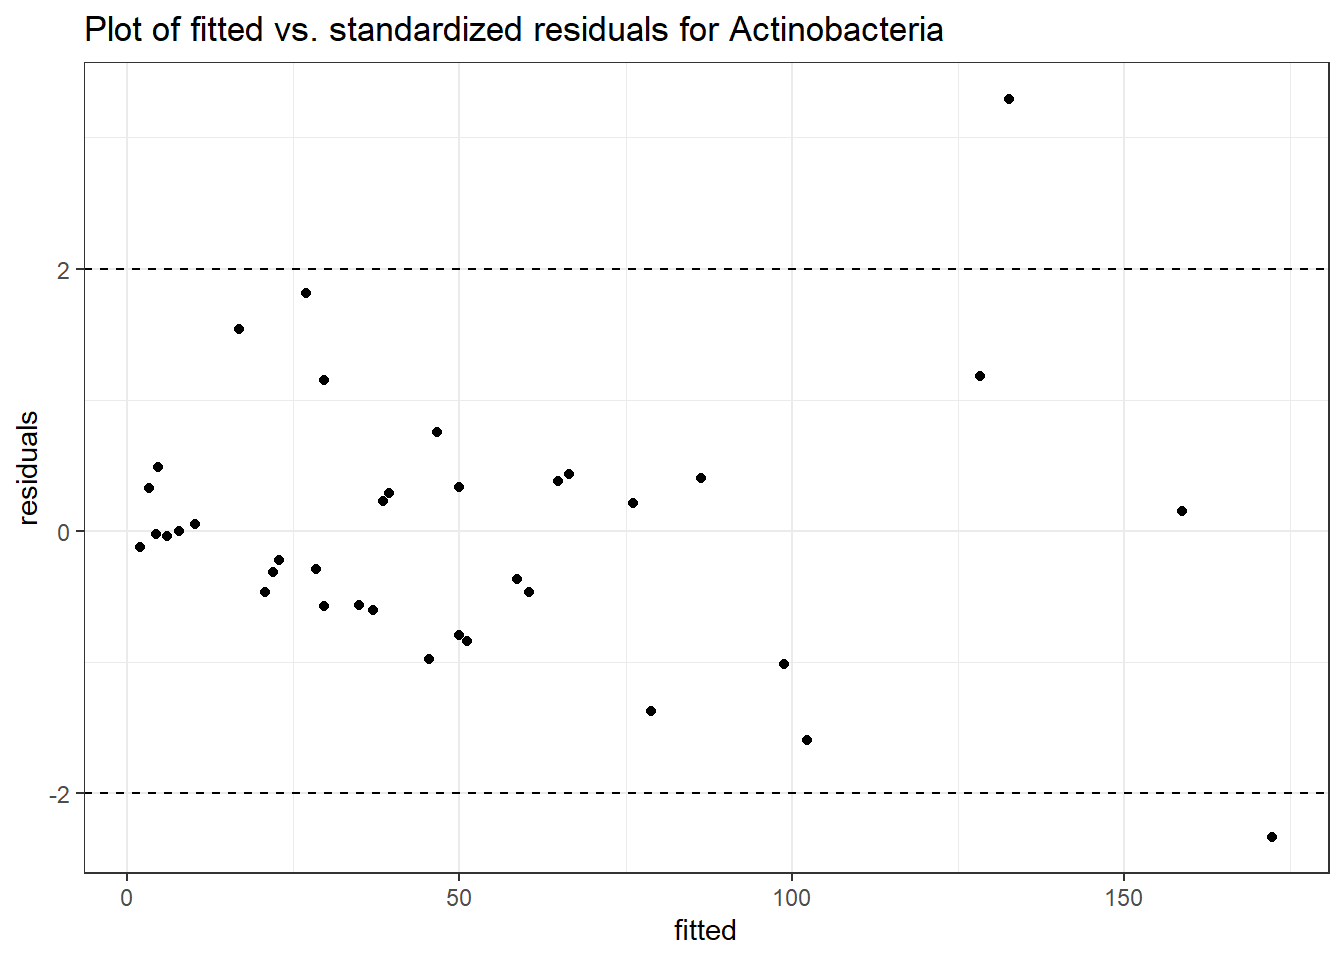 Plot of fitted vs. standardized residuals for Actinobacteria
residuals
2
0
-2
0 50 100 150
fitted